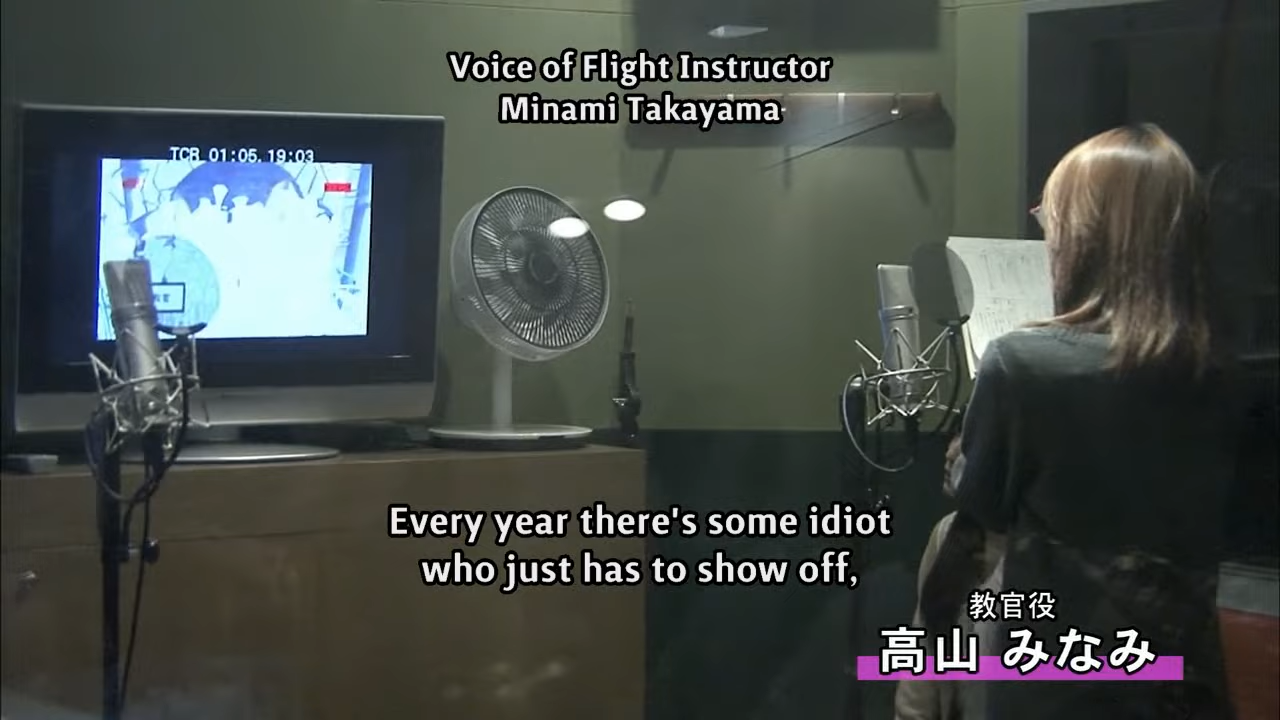 Voice of Flight Instructor
Minami Takayama
TCR 01:05.19:03
Every year there's some idiot
who just has to show off,
教官役
高山 みなみ